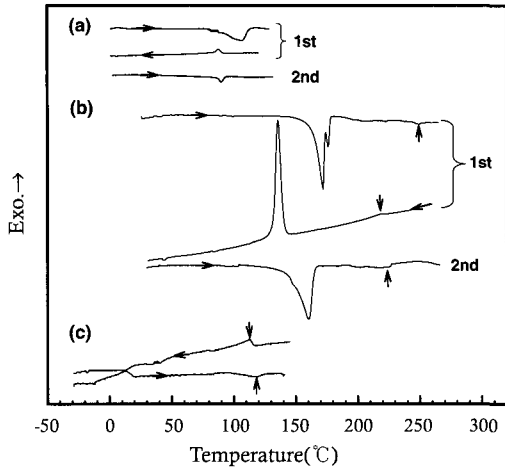 (a)
1st
2nd
(b)
1st
2nd
(c)
Exo.→
-50 0 50 100 150 200 250 300
Temperature(℃)